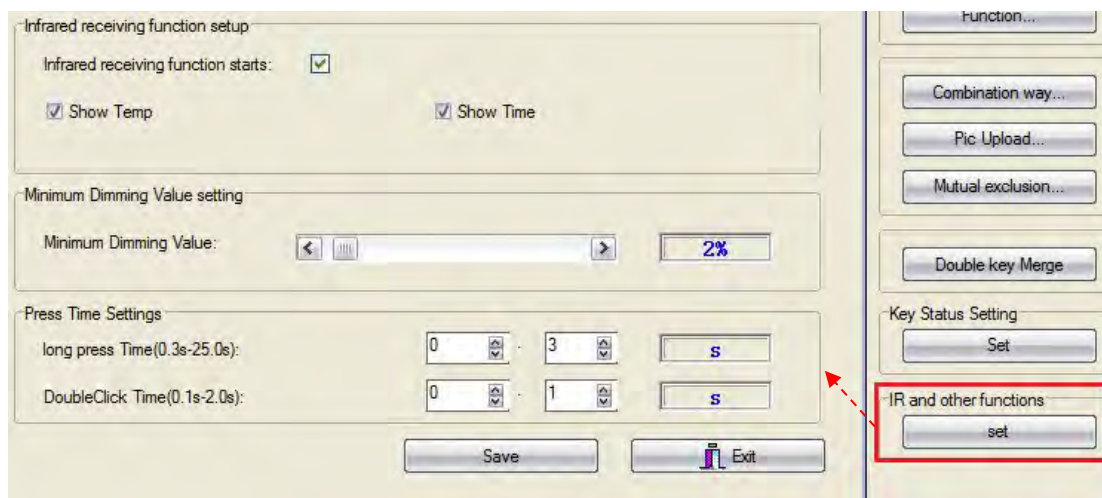 Infrared receiving function setup
Infrared receiving function starts:
Show Temp
Show Time
Minimum Dimming Value setting
Minimum Dimming Value:
2%
Press Time Settings
long press Time(0.3s-25.0s):
0 . 3 s
DoubleClick Time(0.1s-2.0s):
0 . 1 s
Save
Exit
Function...
Combination way...
Pic Upload...
Mutual exclusion...
Double key Merge
Key Status Setting
Set
IR and other functions
set